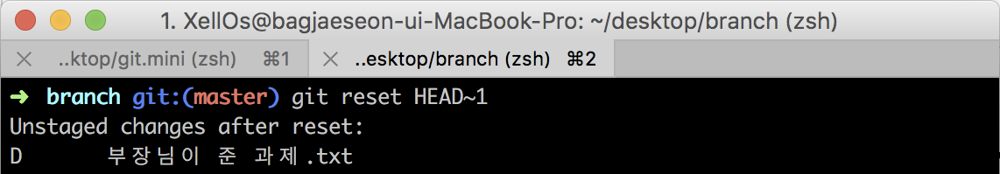 1. XellOs@bagjaeseon-ui-MacBook-Pro: ~/desktop/branch (zsh)
..ktop/git.mini (zsh) ⌘1 ..esktop/branch (zsh) ⌘2
➜ branch git:(master) git reset HEAD~1
Unstaged changes after reset:
D 부장님이 준 과제.txt